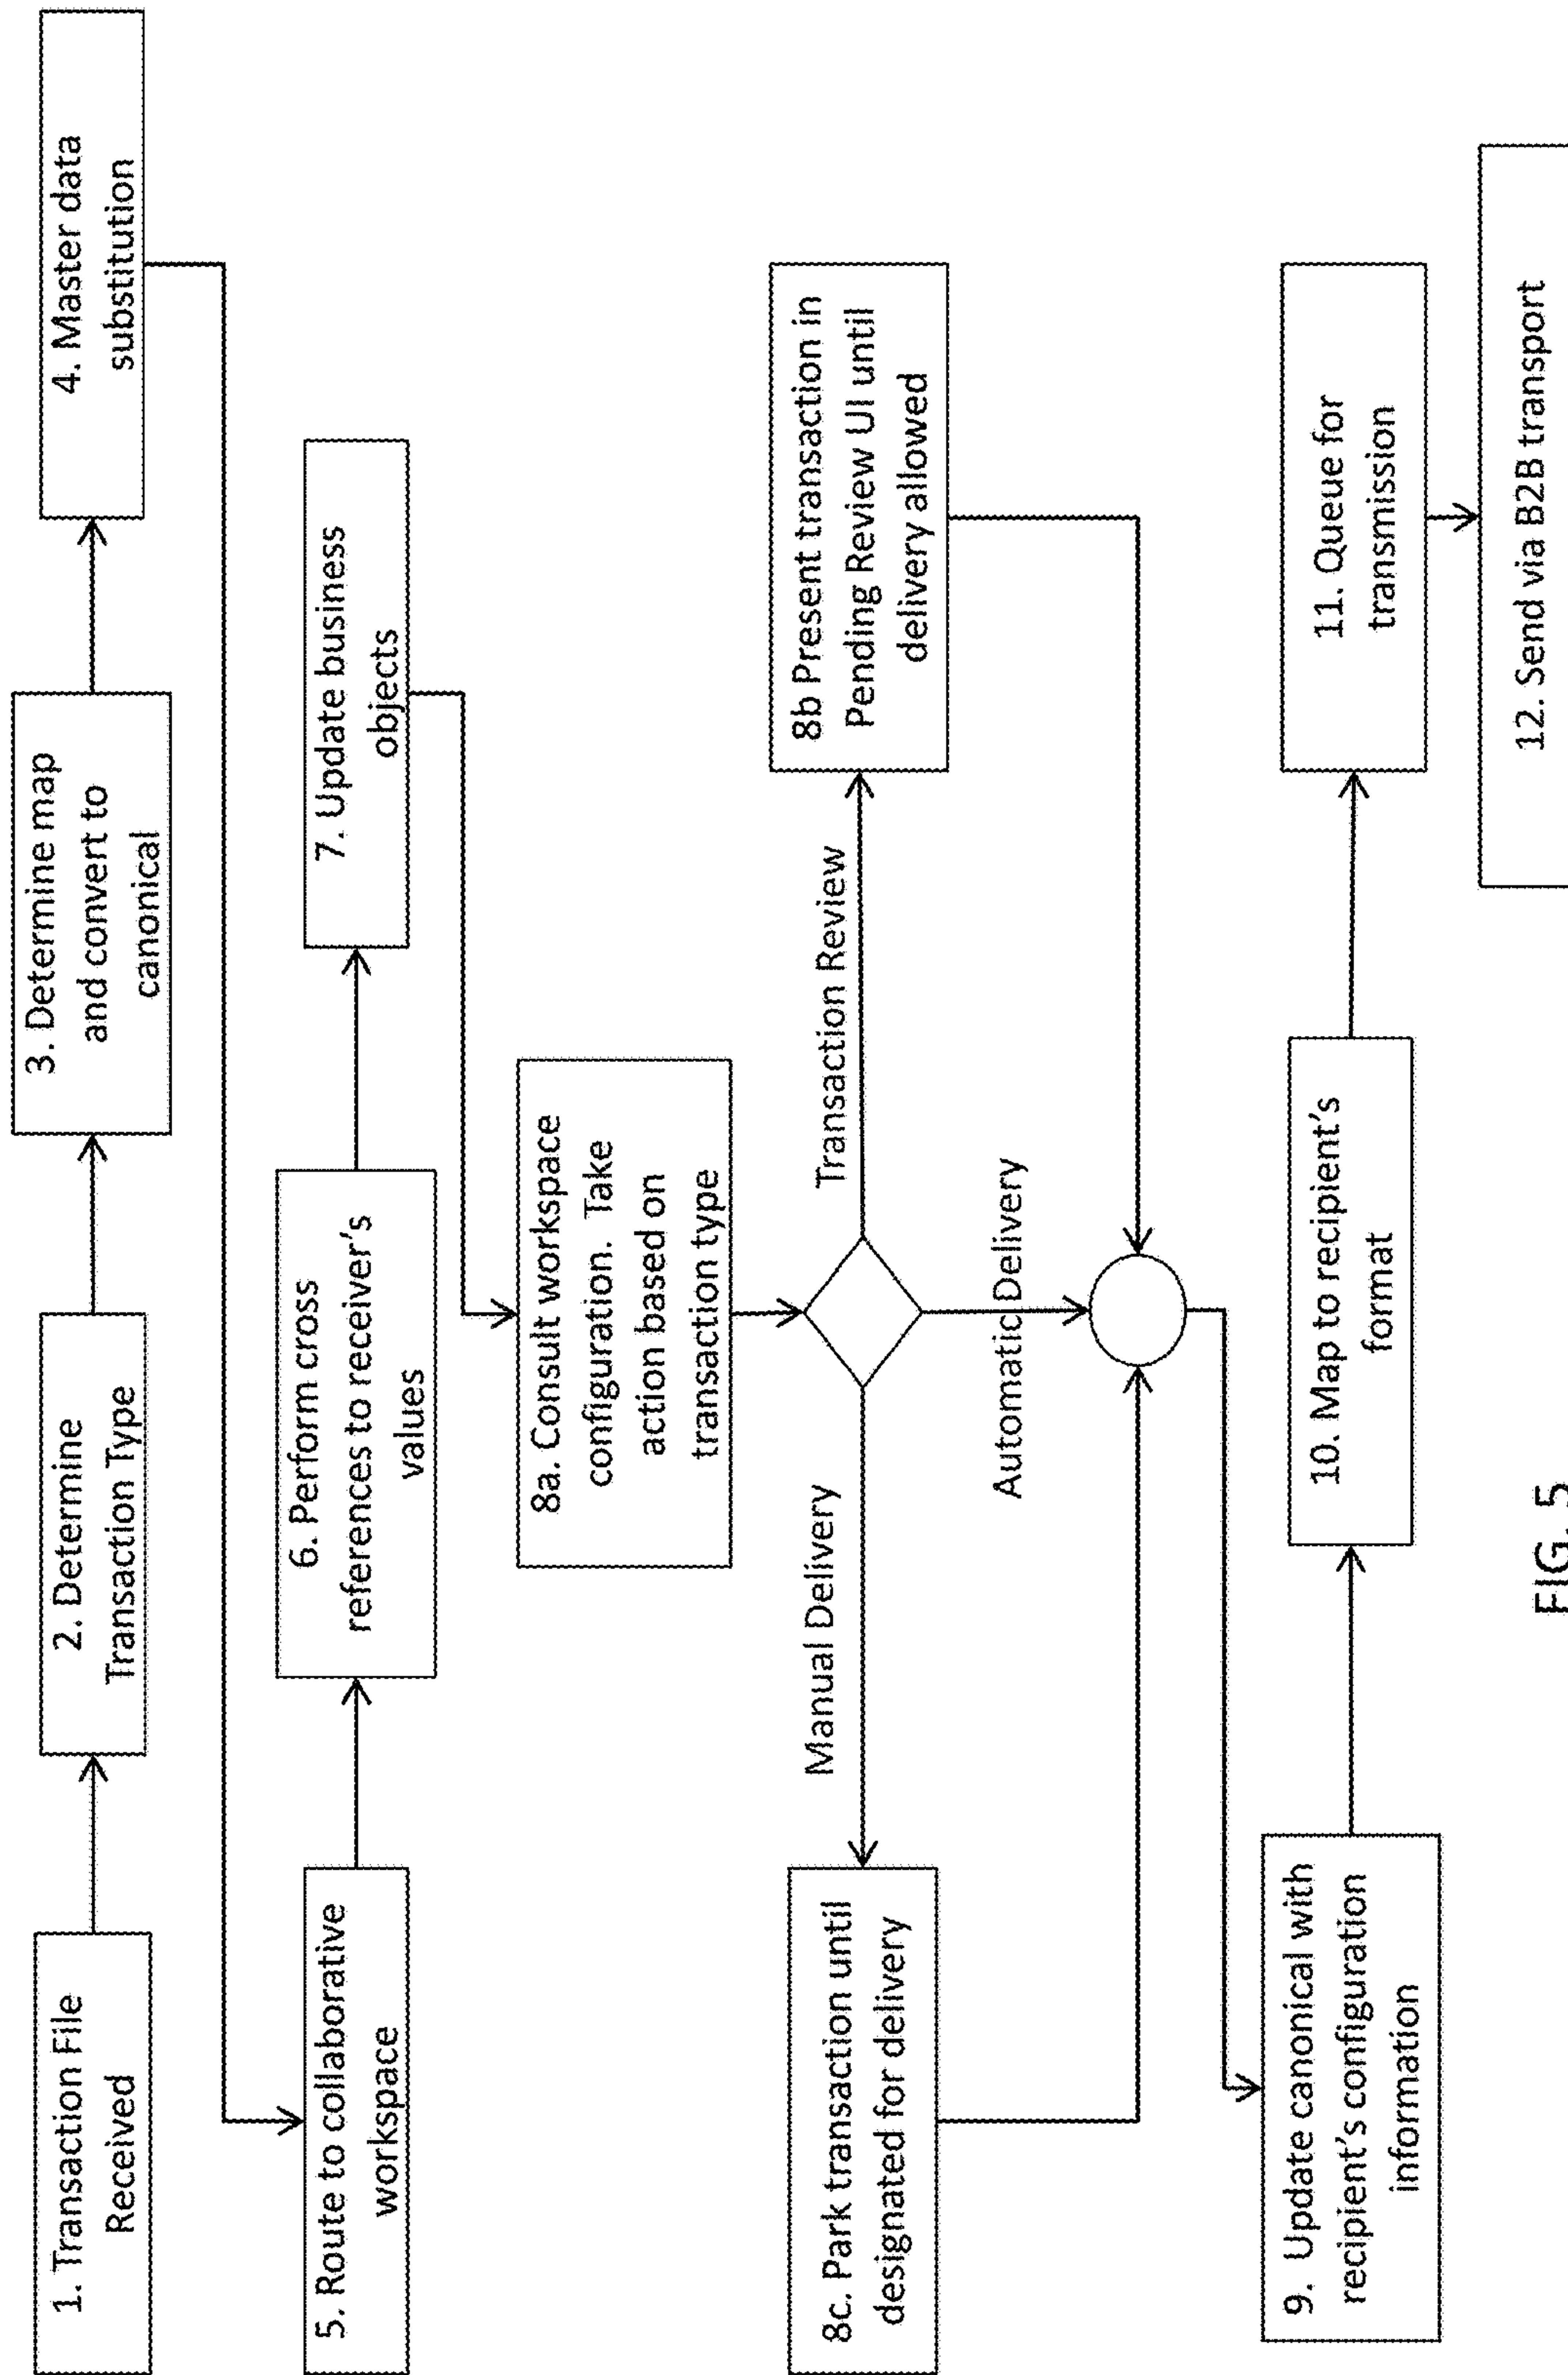 1. Transaction File
Received
2. Determine
Transaction Type
3. Determine map
and convert to
canonical
4. Master data
substitution
5. Route to collaborative
workspace
6. Perform cross
references to receiver's
values
7. Update business
objects
8a. Consult workspace
configuration. Take
action based on
transaction type
Manual Delivery
Transaction Review
Automatic Delivery
8c. Park transaction until
designated for delivery
8b Present transaction in
Pending Review UI until
delivery allowed
9. Update canonical with
recipient's configuration
information
10. Map to recipient's
format
11. Queue for
transmission
12. Send via B2B transport
FIG. 5